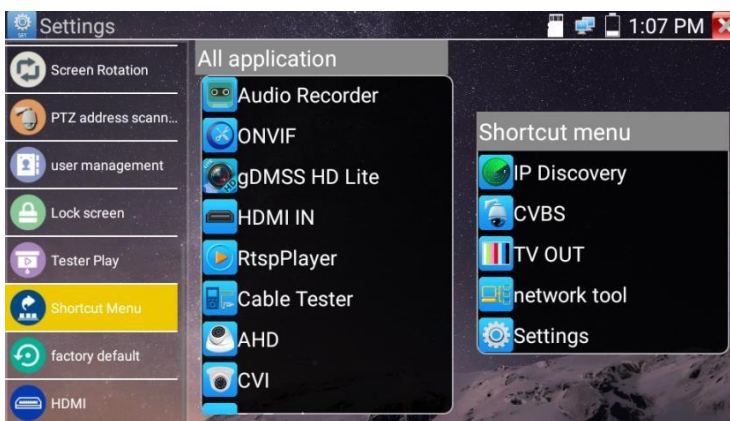 Settings
1:07 PM
Screen Rotation
PTZ address scann...
user management
Lock screen
Tester Play
Shortcut Menu
factory default
HDMI
All application
Audio Recorder
ONVIF
gDMSS HD Lite
HDMI IN
RtspPlayer
Cable Tester
AHD
CVI
Shortcut menu
IP Discovery
CVBS
TV OUT
network tool
Settings